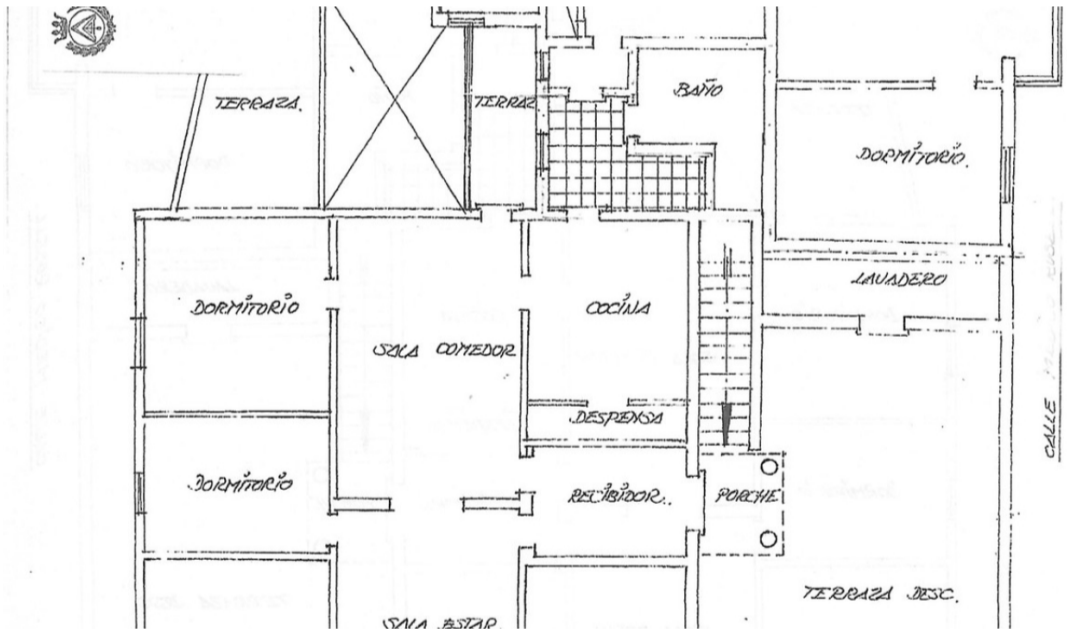 TERRAZA.
TERRAZ
BAÑO
DORMITORIO.
LAVADERO
DORMITORIO
COCINA
SALA COMEDOR
DESPENSA
DORMITORIO
RECIBIDOR.
PORCHE
CALLE
TERRAZA DESC.
SALA ESTAR.